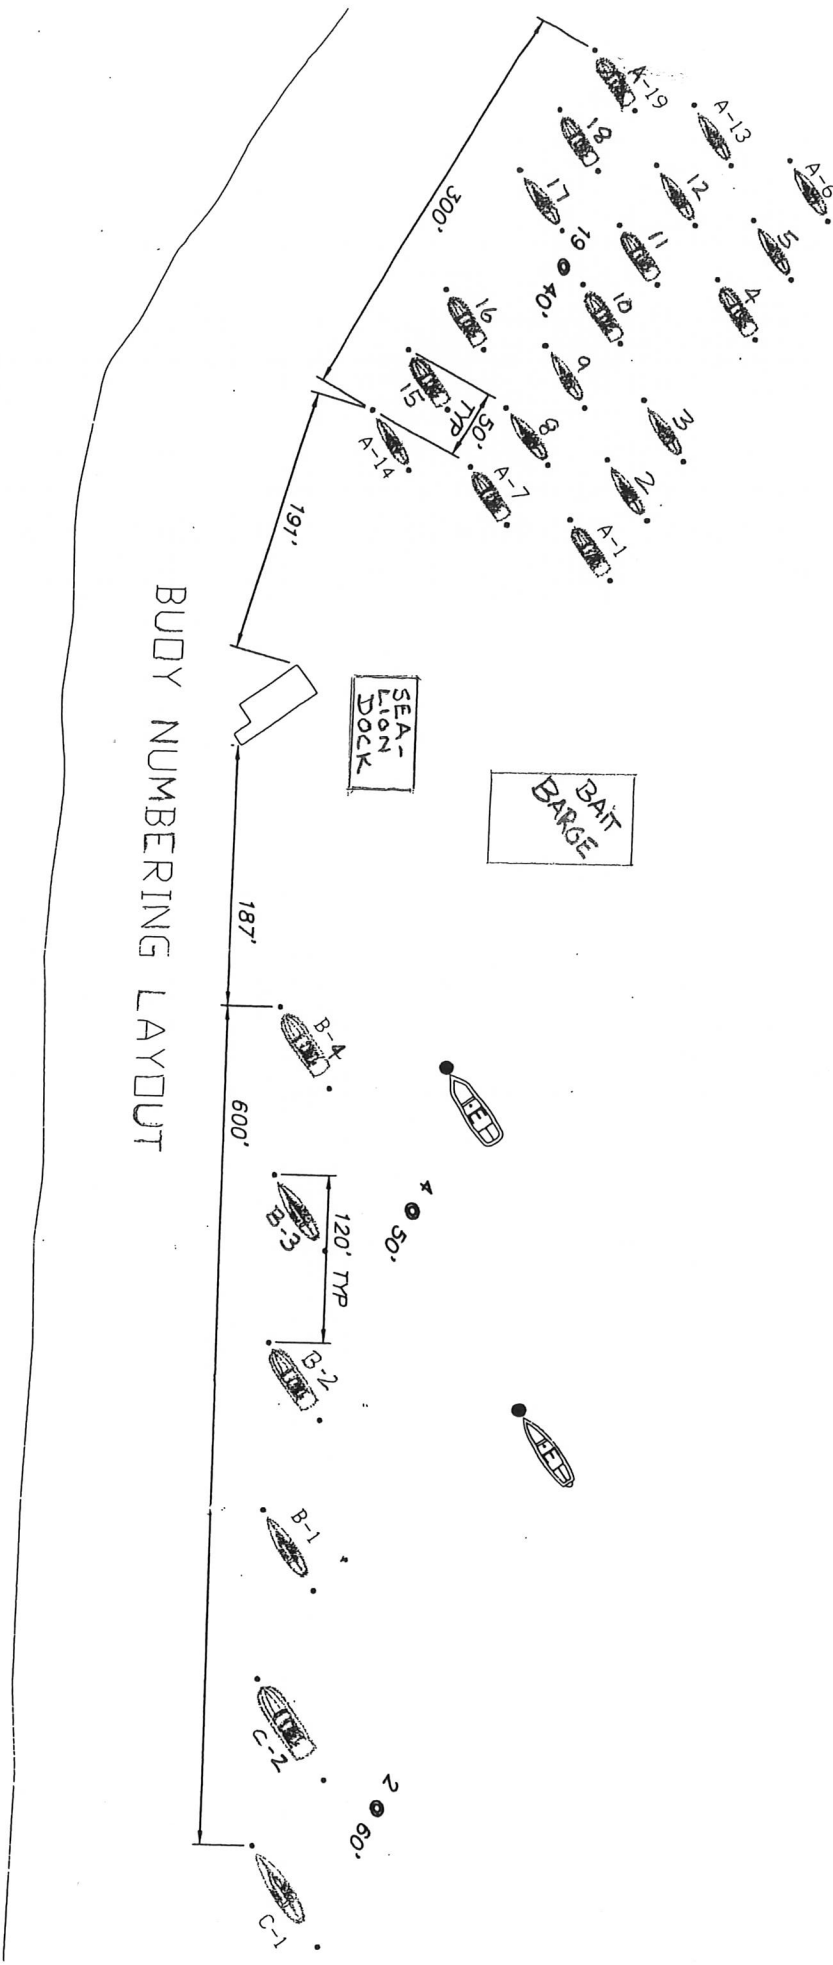 A-19
18
17
16
15
A-14
A-13
12
11
10
9
8
A-7
A-6
5
4
3
2
A-1
19 40'
300'
50'
TYP
191'
SEA-
LION
DOCK
BAIT
BARGE
BUOY NUMBERING LAYOUT
187'
600'
B-4
B-3
B-2
B-1
120' TYP
E
4 50'
E
C-2
2 60'
C-1